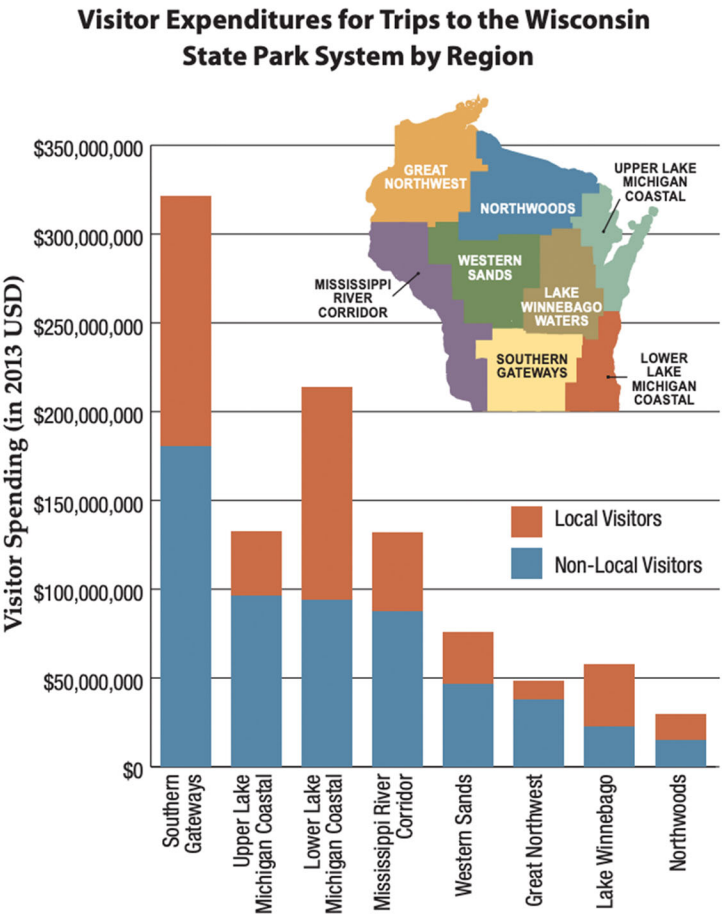 Visitor Expenditures for Trips to the Wisconsin
State Park System by Region
Visitor Spending (in 2013 USD)
$350,000,000
$300,000,000
$250,000,000
$200,000,000
$150,000,000
$100,000,000
$50,000,000
$0
GREAT
NORTHWEST
NORTHWOODS
UPPER LAKE
MICHIGAN
COASTAL
WESTERN
SANDS
MISSISSIPPI
RIVER
CORRIDOR
LAKE
WINNEBAGO
WATERS
SOUTHERN
GATEWAYS
LOWER
LAKE
MICHIGAN
COASTAL
Local Visitors
Non-Local Visitors
Southern
Gateways
Upper Lake
Michigan Coastal
Lower Lake
Michigan Coastal
Mississippi River
Corridor
Western Sands
Great Northwest
Lake Winnebago
Northwoods